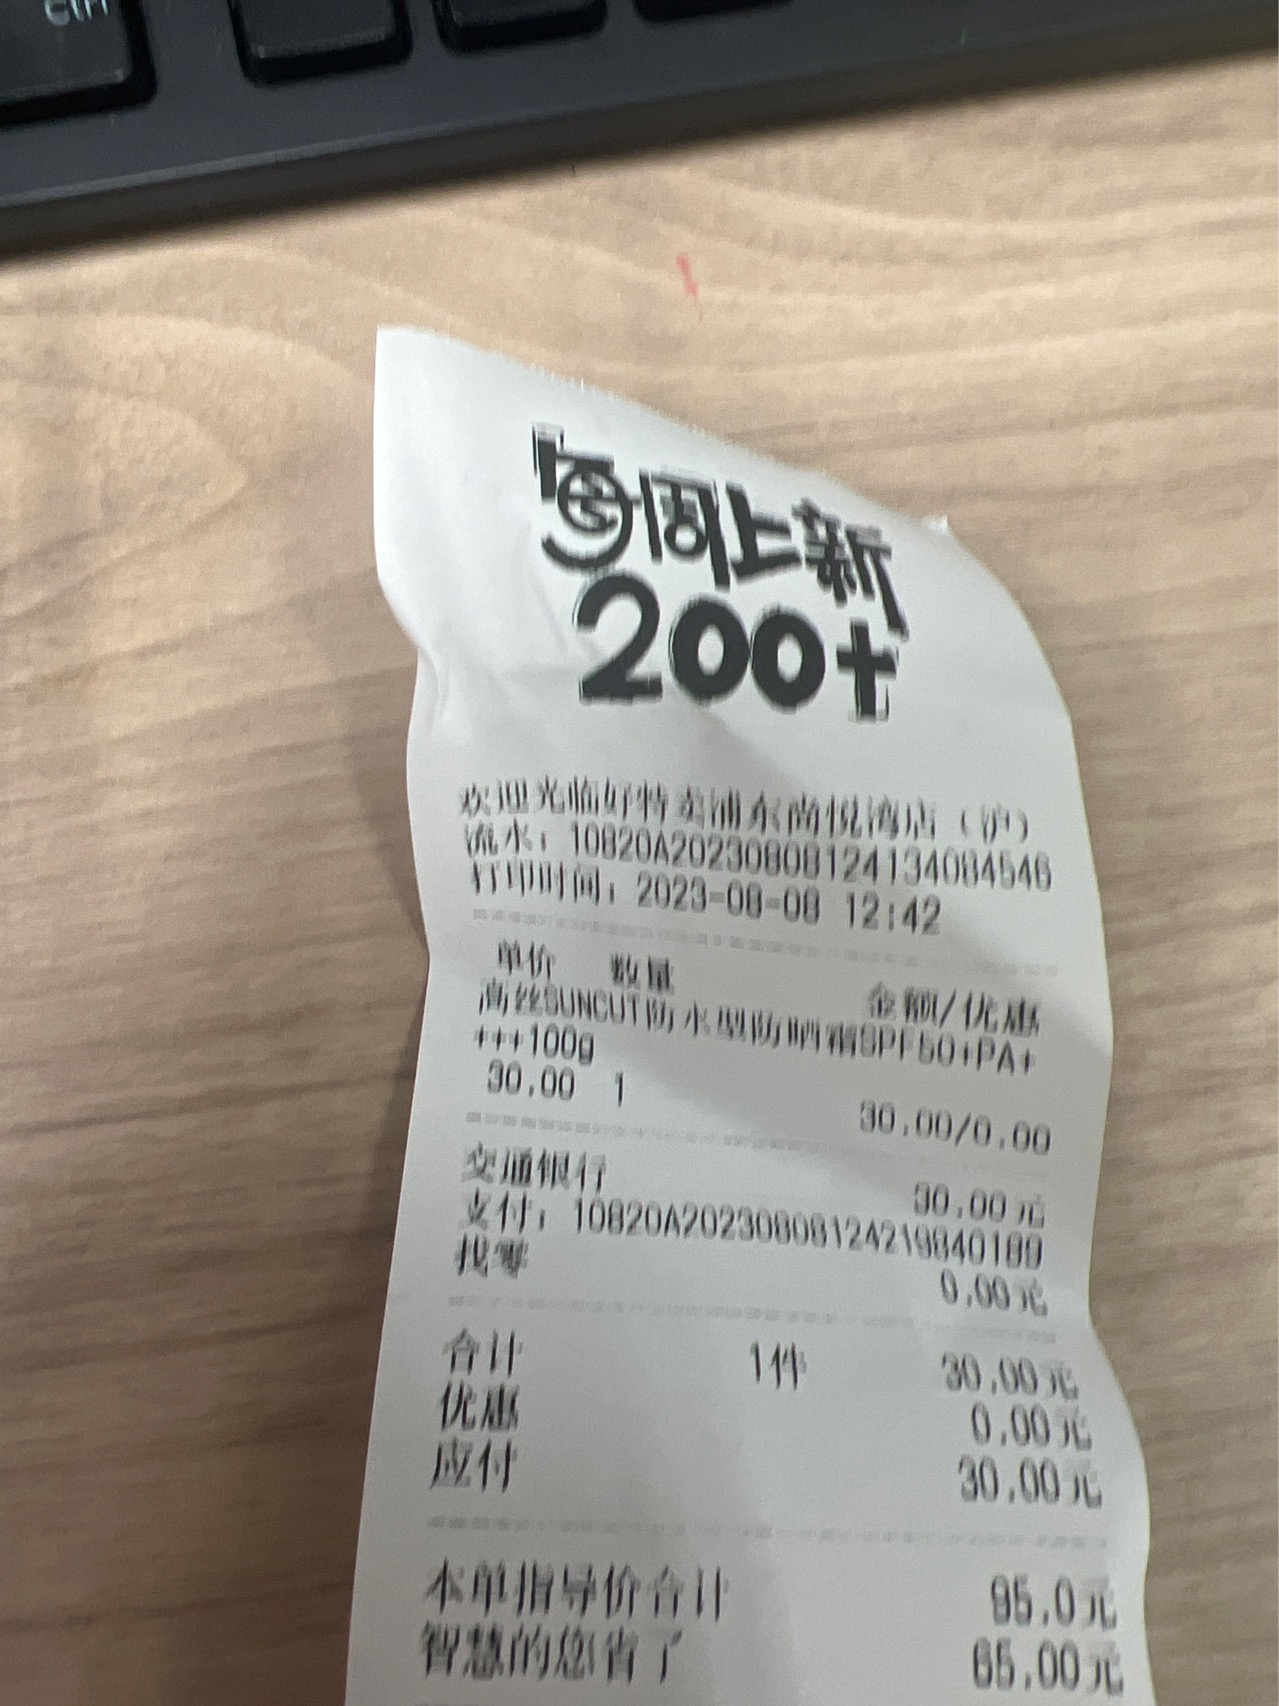 ctrl
每周上新
200+
欢迎光临好特卖浦东尚悦湾店（沪）
流水：10820A20230808124134084546
打印时间：2023-08-08 12:42
单价 数量 金额/优惠
高丝SUNCUT防水型防晒霜SPF50+PA+
+++100g
30.00 1 30.00/0.00
交通银行 30.00元
支付：10820A20230808124219840189
找零 0.00元
合计 1件 30.00元
优惠 0.00元
应付 30.00元
本单指导价合计 95.0元
智慧的您省了 65.00元